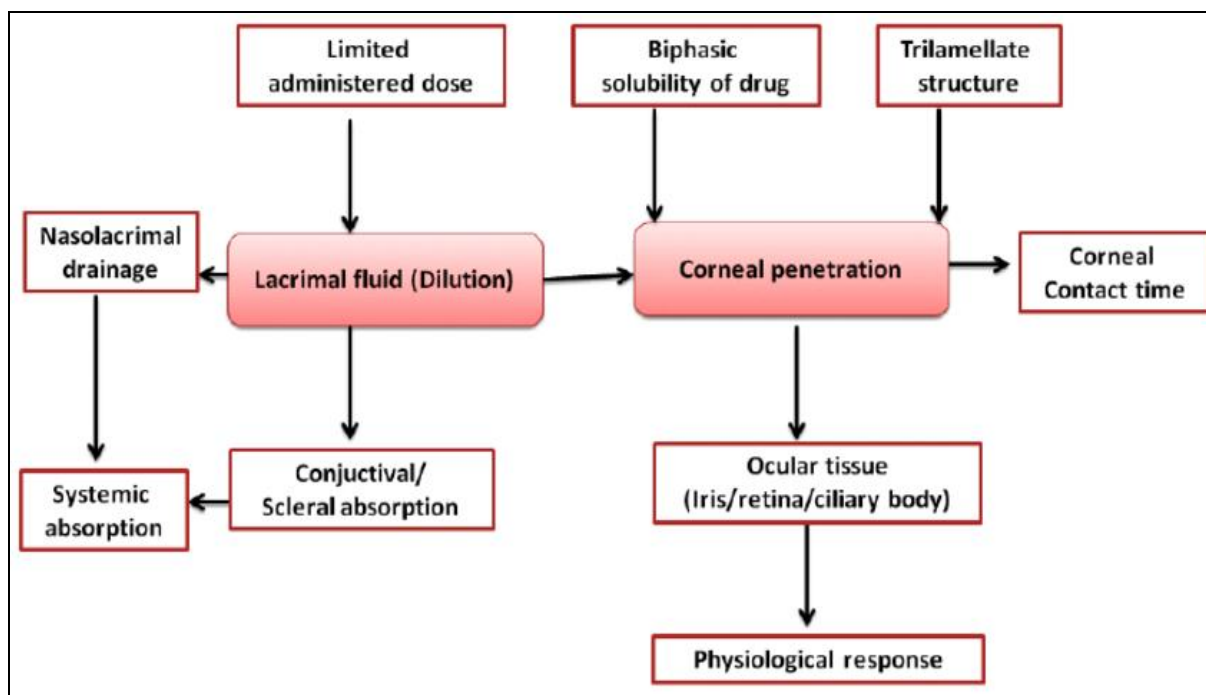 Limited
administered dose
Biphasic
solubility of drug
Trilamellate
structure
Nasolacrimal
drainage
Lacrimal fluid (Dilution)
Corneal penetration
Corneal
Contact time
Systemic
absorption
Conjuctival/
Scleral absorption
Ocular tissue
(Iris/retina/ciliary body)
Physiological response